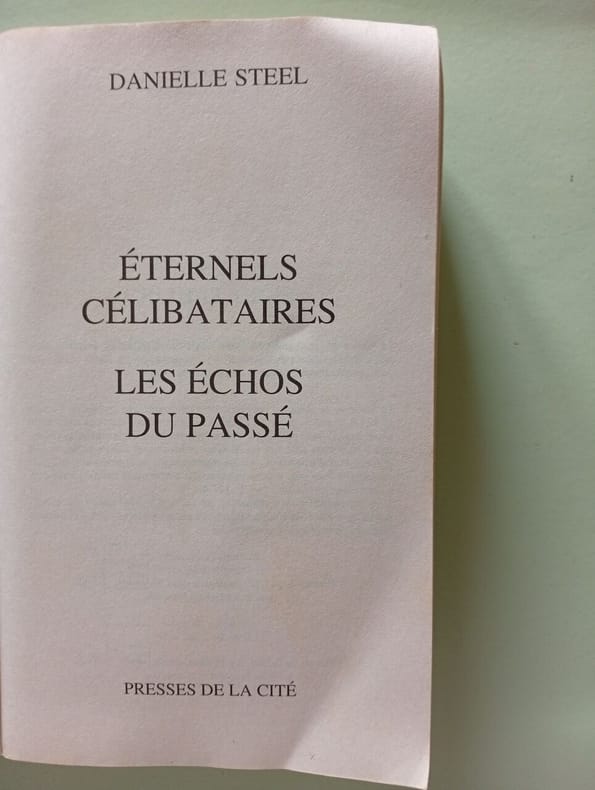 DANIELLE STEEL
ÉTERNELS
CÉLIBATAIRES
LES ÉCHOS
DU PASSÉ
PRESSES DE LA CITÉ